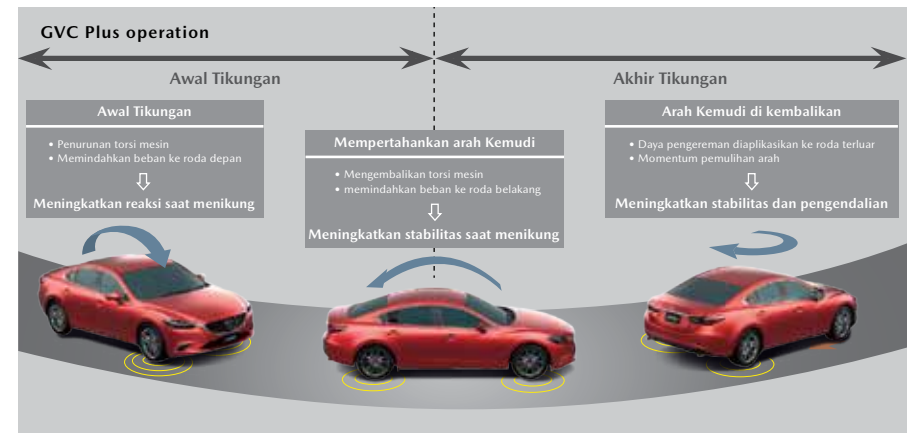 GVC Plus operation
Awal Tikungan
Akhir Tikungan
Awal Tikungan
• Penurunan torsi mesin
• Memindahkan beban ke roda depan
Meningkatkan reaksi saat menikung
Mempertahankan arah Kemudi
• Mengembalikan torsi mesin
• memindahkan beban ke roda belakang
Meningkatkan stabilitas saat menikung
Arah Kemudi di kembalikan
• Daya pengereman diaplikasikan ke roda terluar
• Momentum pemulihan arah
Meningkatkan stabilitas dan pengendalian